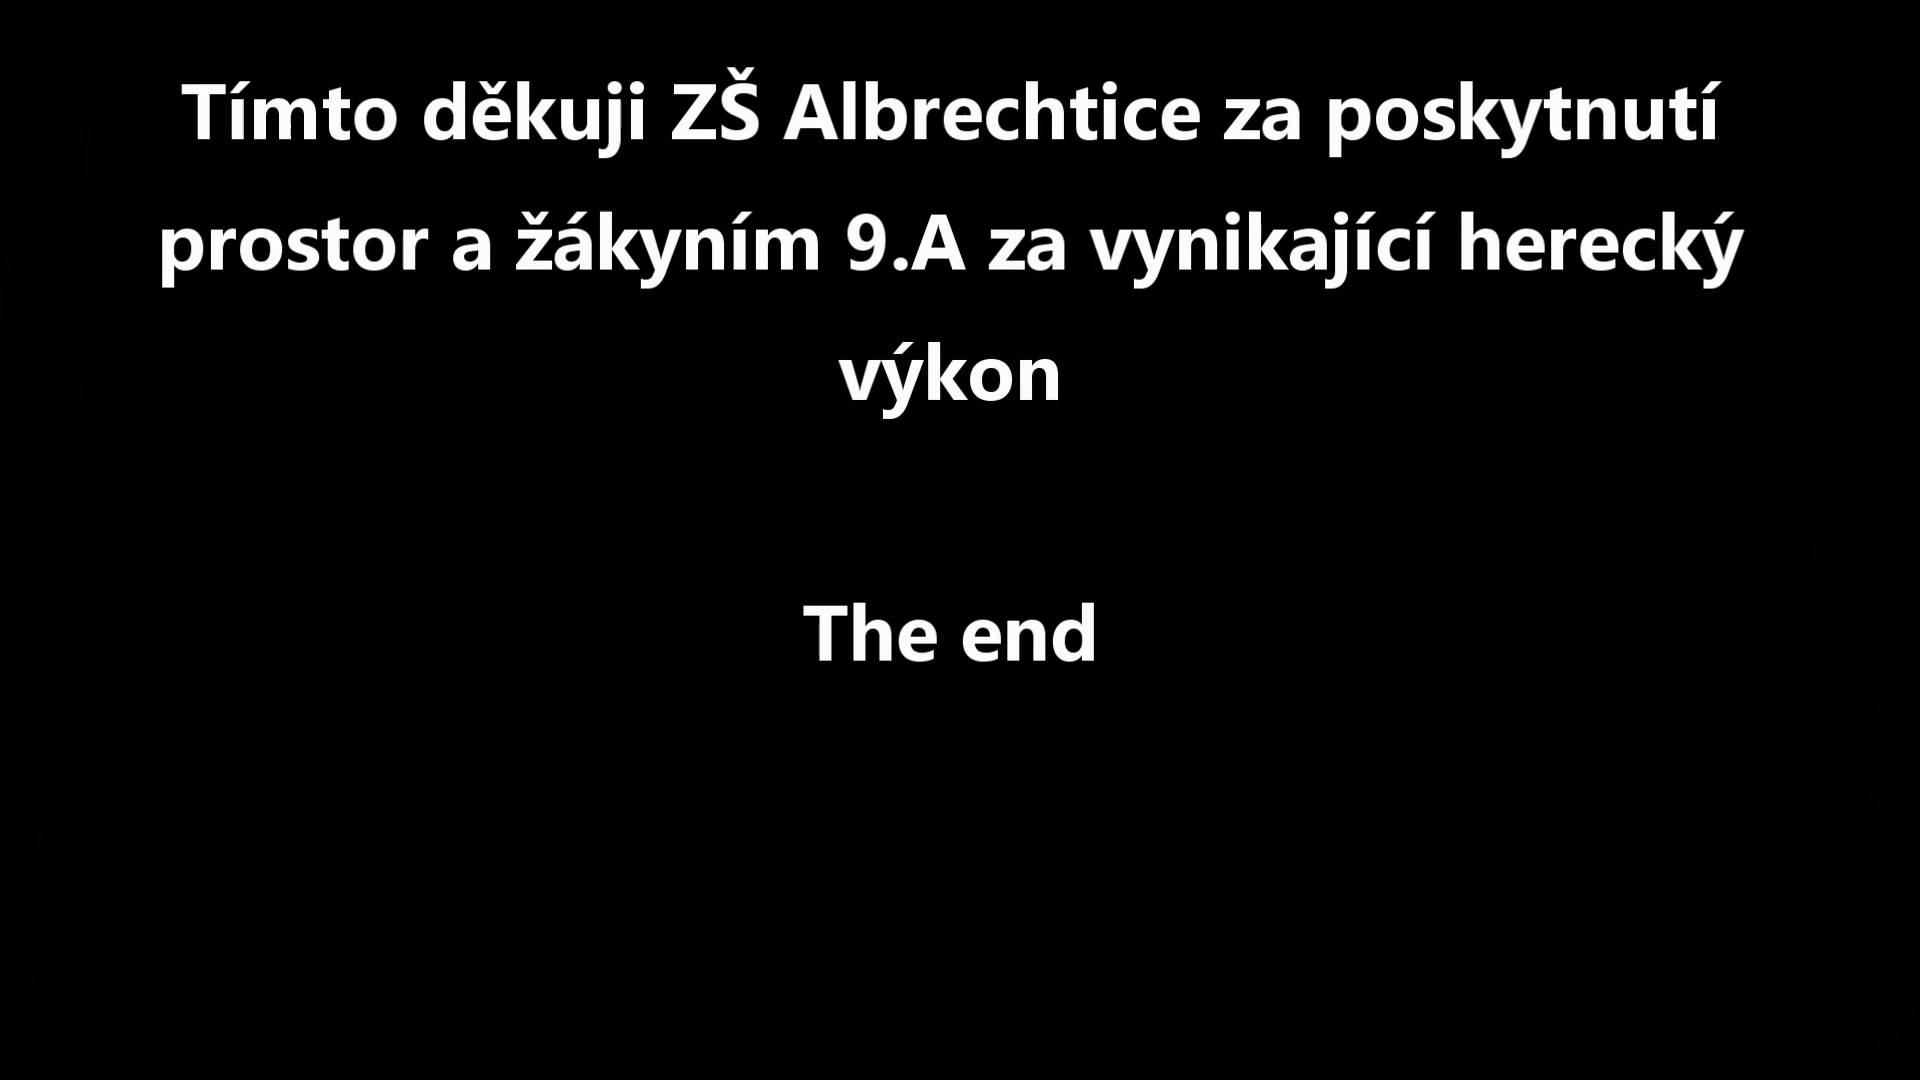 Tímto děkuji ZŠ Albrechtice za poskytnutí
prostor a žákyním 9.A za vynikající herecký
výkon
The end